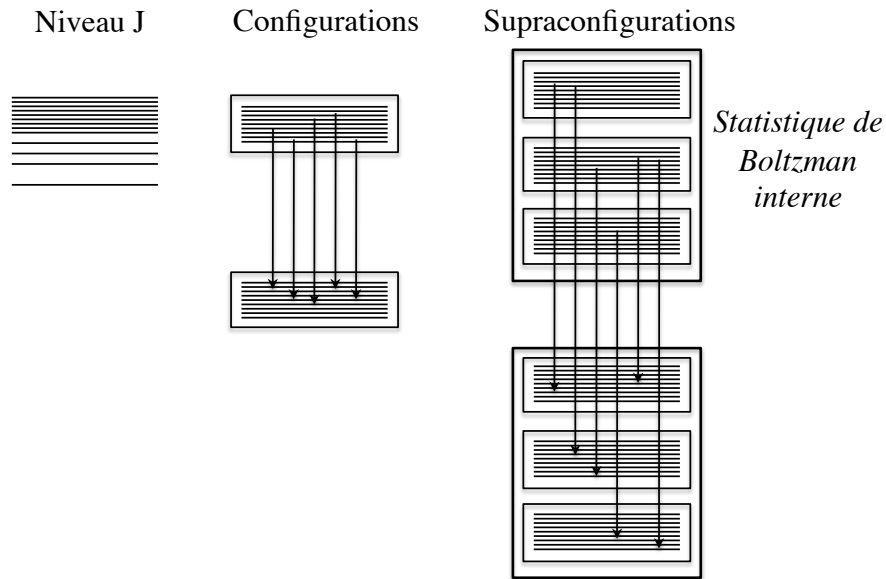 Niveau J
Configurations
Supraconfigurations
Statistique de
Boltzman
interne